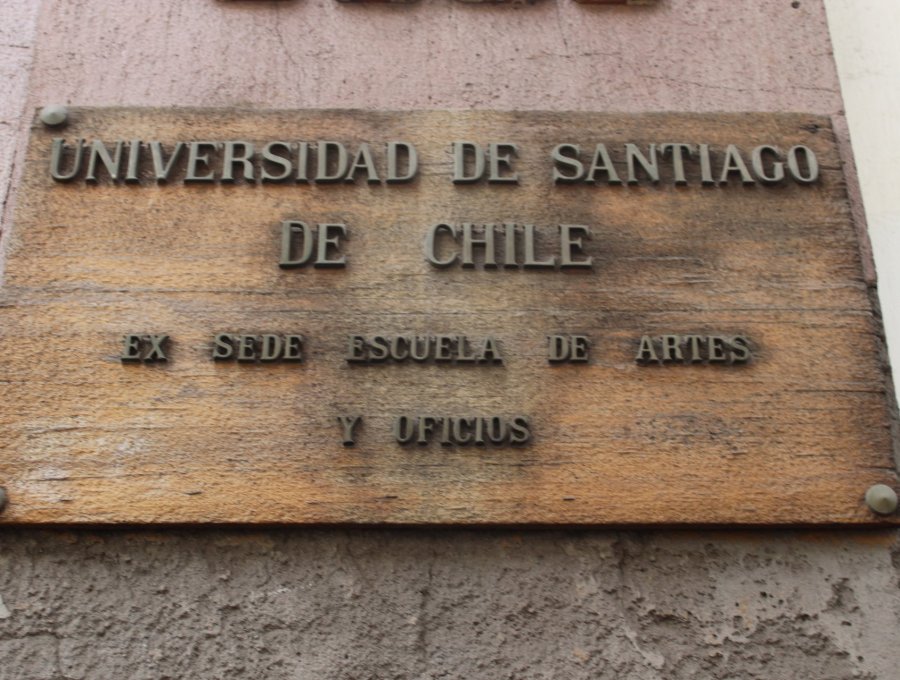 UNIVERSIDAD DE SANTIAGO
DE CHILE
EX SEDE ESCUELA DE ARTES
Y OFICIOS